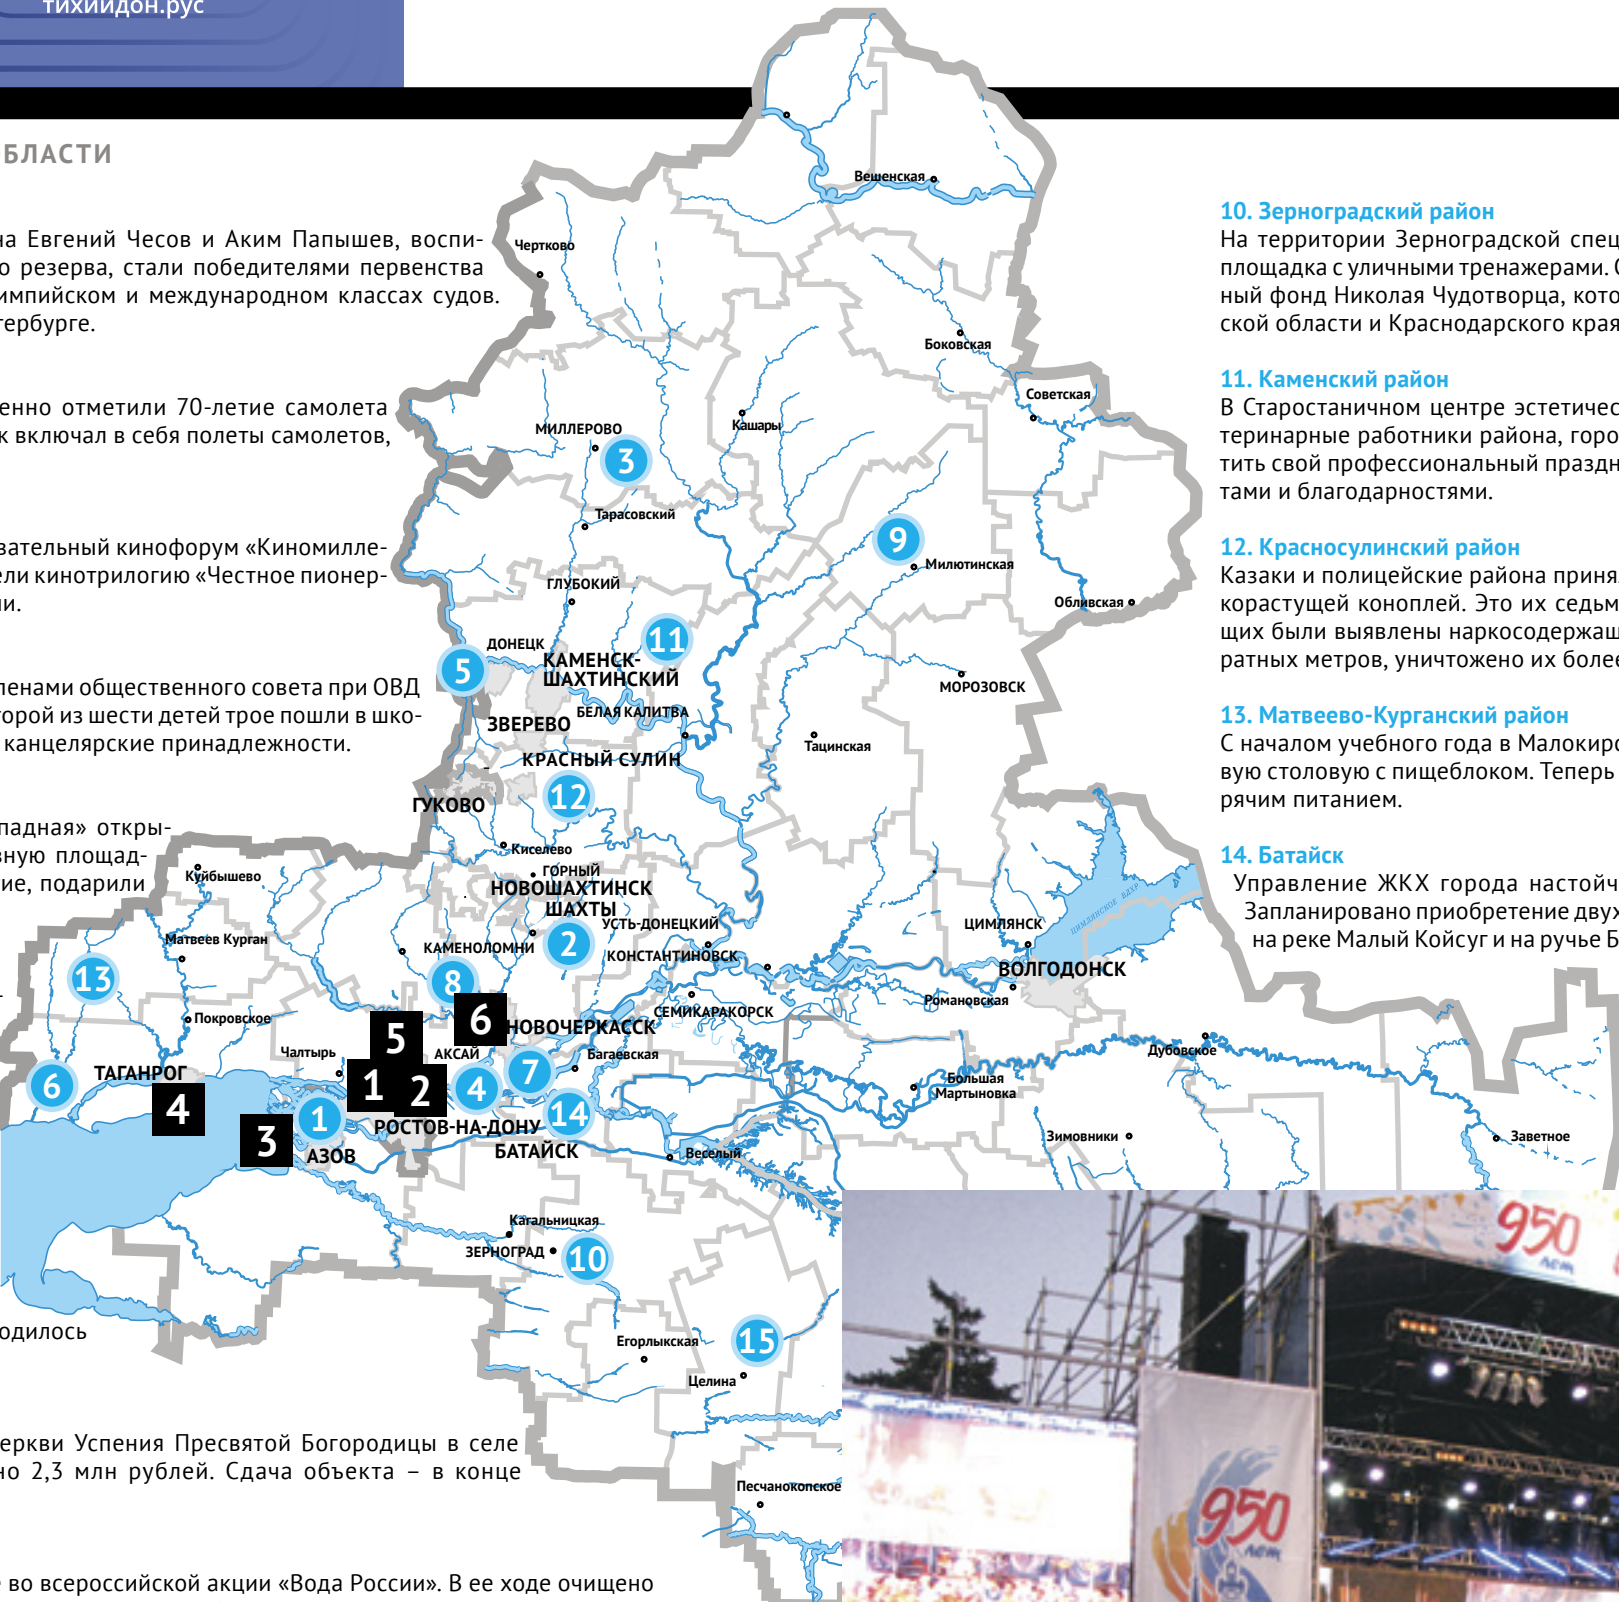 тихийдон.рус
БЛАСТИ
на Евгений Чесов и Аким Папышев, воспи-
о резерва, стали победителями первенства
импийском и международном классах судов.
тербурге.
енно отметили 70-летие самолета
к включал в себя полеты самолетов,
вательный кинофорум «Киномилле-
ели кинотрилогию «Честное пионер-
ии.
ленами общественного совета при ОВД
торой из шести детей трое пошли в шко-
канцелярские принадлежности.
падная» откры-
вную площад-
ие, подарили
одилось
еркви Успения Пресвятой Богородицы в селе
но 2,3 млн рублей. Сдача объекта – в конце
е во всероссийской акции «Вода России». В ее ходе очищено
Вешенская
Чертково
Боковская
Советская
Кашары
МИЛЛЕРОВО
3
Тарасовский
9
Милютинская
ГЛУБОКИЙ
Обливская
11
ДОНЕЦК
5
КАМЕНСК-
ШАХТИНСКИЙ
МОРОЗОВСК
БЕЛАЯ КАЛИТВА
ЗВЕРЕВО
Тацинская
КРАСНЫЙ СУЛИН
12
ГУКОВО
Киселево
ГОРНЫЙ
Куйбышево
НОВОШАХТИНСК
ШАХТЫ
УСТЬ-ДОНЕЦКИЙ
ЦИМЛЯНСКОЕ ВДХР.
ЦИМЛЯНСК
Матвеев Курган
КАМЕНОЛОМНИ
2
КОНСТАНТИНОВСК
ВОЛГОДОНСК
13
8
Романовская
СЕМИКАРАКОРСК
Покровское
6
НОВОЧЕРКАССК
5
Чалтырь
АКСАЙ
Багаевская
Дубовское
ТАГАНРОГ
6
1
2
4
7
Большая
Мартыновка
4
3
1
14
РОСТОВ-НА-ДОНУ
БАТАЙСК
АЗОВ
Веселый
Зимовники
Заветное
Кагальницкая
ЗЕРНОГРАД
10
Егорлыкская
15
Целина
Песчанокопское
10. Зерноградский район
На территории Зерноградской спец
площадка с уличными тренажерами. О
ный фонд Николая Чудотворца, кото
ской области и Краснодарского края
11. Каменский район
В Старостаничном центре эстетичес
теринарные работники района, горо
тить свой профессиональный праздн
тами и благодарностями.
12. Красносулинский район
Казаки и полицейские района приня
корастущей коноплей. Это их седьм
щих были выявлены наркосодержащ
ратных метров, уничтожено их более
13. Матвеево-Курганский район
С началом учебного года в Малокиро
вую столовую с пищеблоком. Теперь
рячим питанием.
14. Батайск
Управление ЖКХ города настойч
Запланировано приобретение двух
на реке Малый Койсуг и на ручье Б
950
лет
950
лет